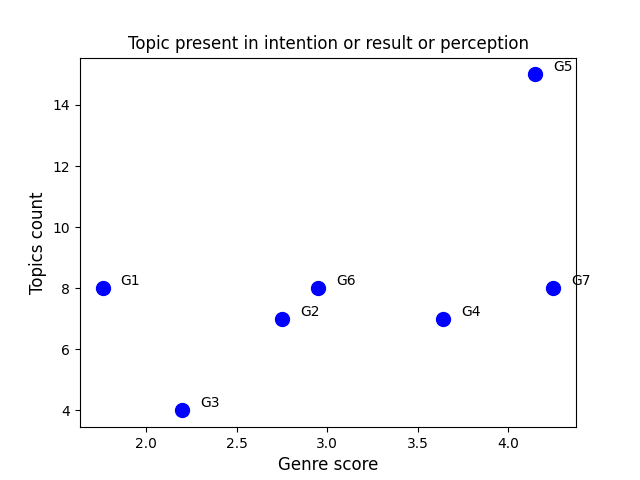 Topic present in intention or result or perception
Topics count
14
12
10
8
6
4
G5
G1
G6
G7
G2
G4
G3
2.0 2.5 3.0 3.5 4.0
Genre score